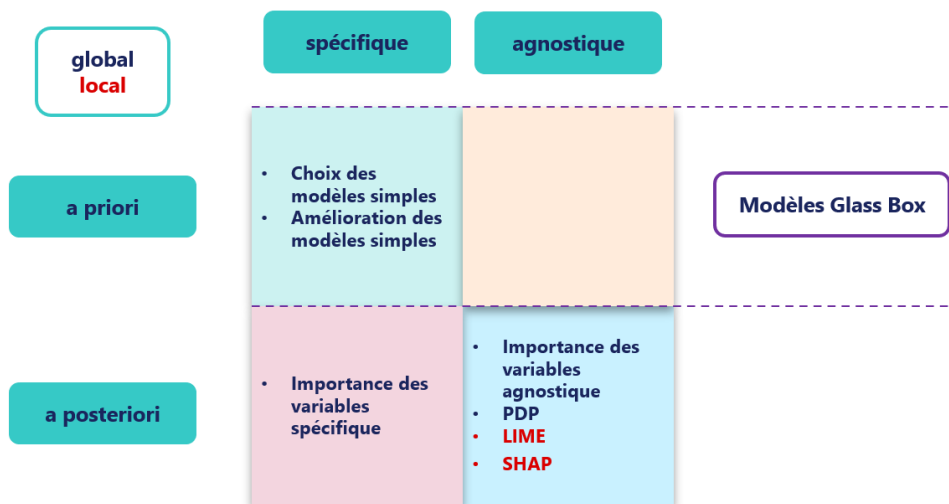 spécifique
agnostique
global
local
a priori
• Choix des
modèles simples
• Amélioration des
modèles simples
Modèles Glass Box
a posteriori
• Importance des
variables
spécifique
• Importance des
variables
agnostique
• PDP
• LIME
• SHAP